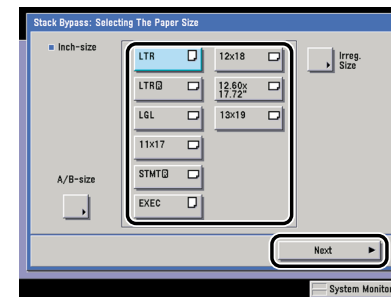 Stack Bypass: Selecting The Paper Size
Inch-size
LTR
12x18
Irreg.
Size
LTRR
12.60x
17.72"
LGL
13x19
11x17
A/B-size
STMTR
EXEC
Next
System Monitor